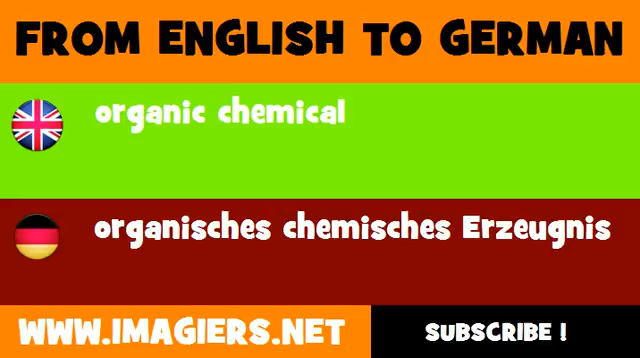 FROM ENGLISH TO GERMAN
organic chemical
organisches chemisches Erzeugnis
WWW.IMAGIERS.NET
SUBSCRIBE !